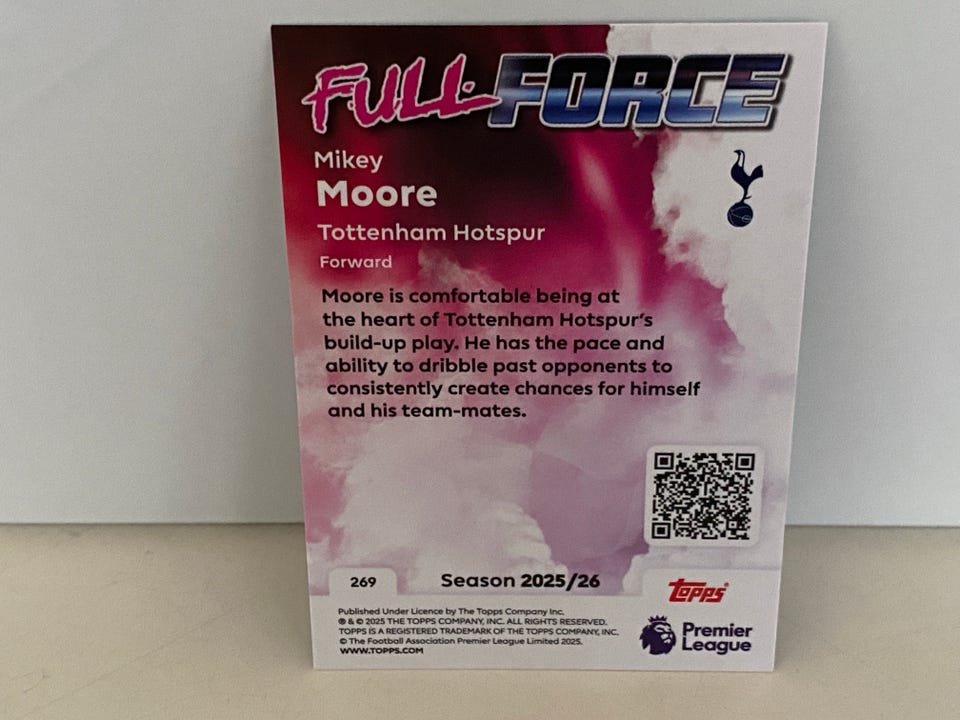 FULL FORCE
Mikey
Moore
Tottenham Hotspur
Forward
Moore is comfortable being at
the heart of Tottenham Hotspur's
build-up play. He has the pace and
ability to dribble past opponents to
consistently create chances for himself
and his team-mates.
269
Season 2025/26
Topps®
Published Under Licence by The Topps Company Inc.
® & © 2025 THE TOPPS COMPANY, INC. ALL RIGHTS RESERVED.
TOPPS IS A REGISTERED TRADEMARK OF THE TOPPS COMPANY, INC.
© The Football Association Premier League Limited 2025.
WWW.TOPPS.COM
Premier
League